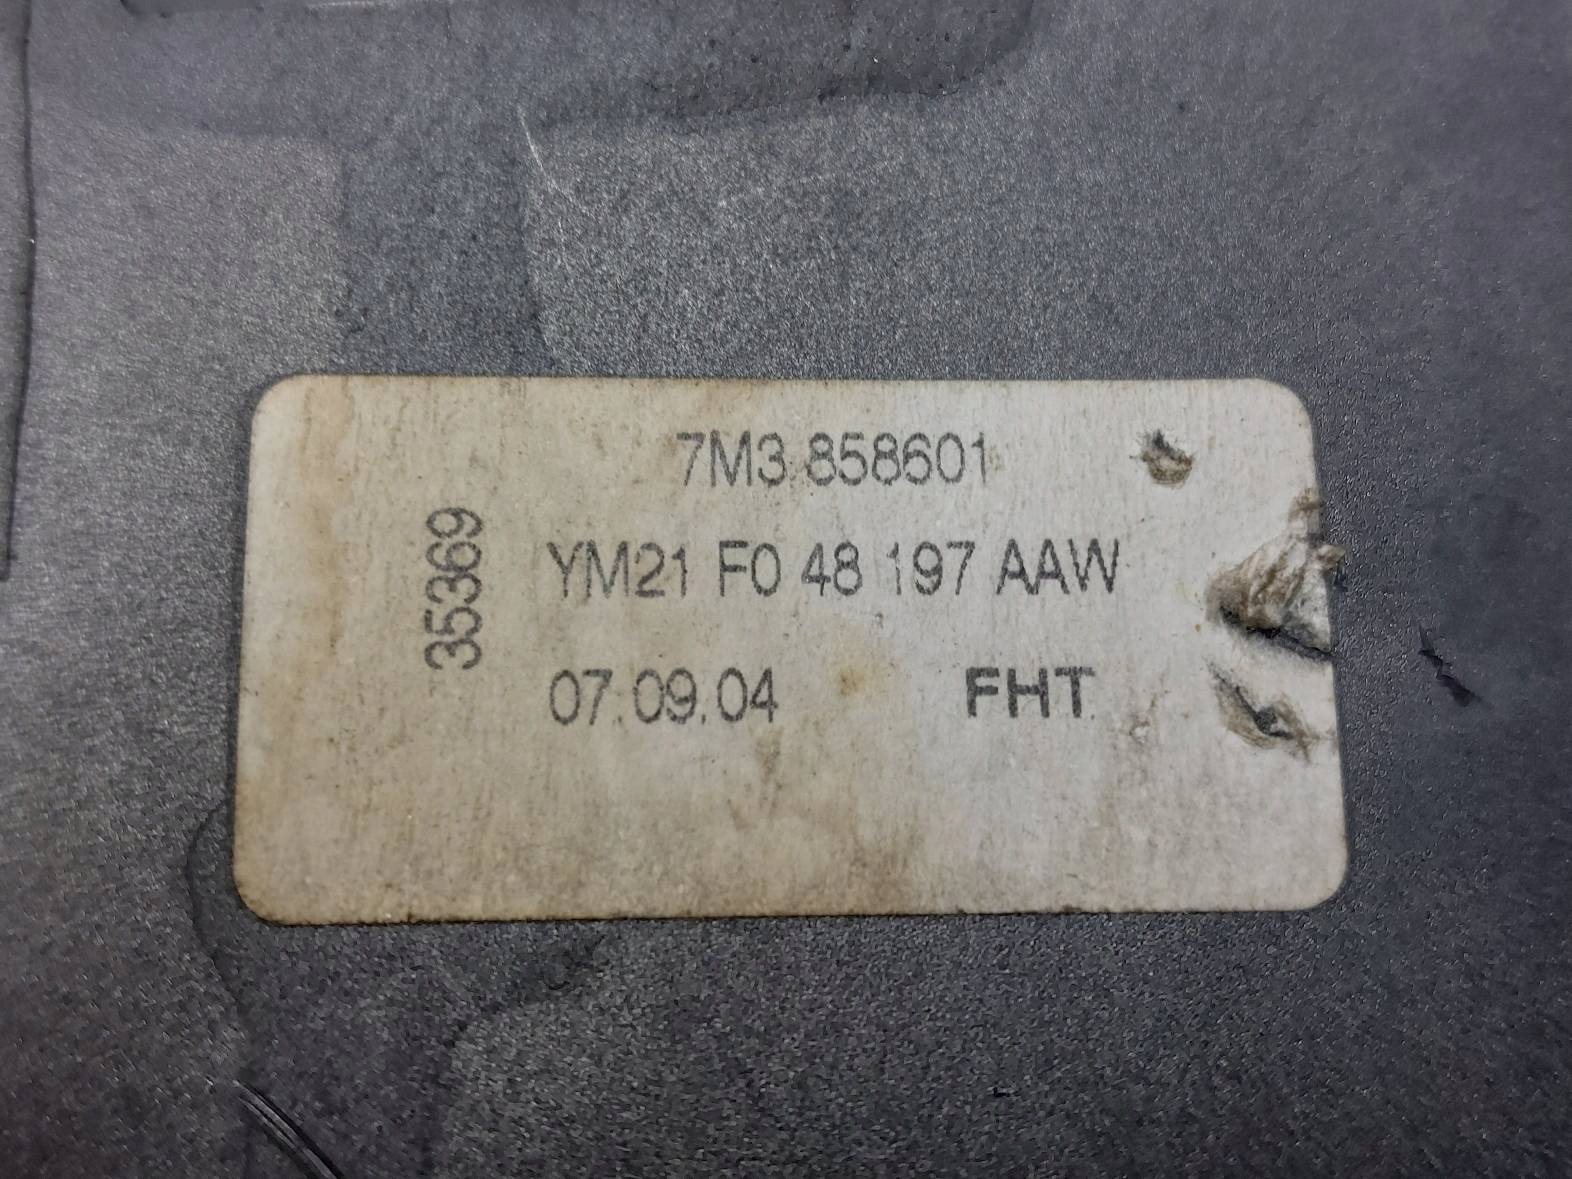 7M3 858601
35369
YM21 F0 48 197 AAW
07.09.04 FHT